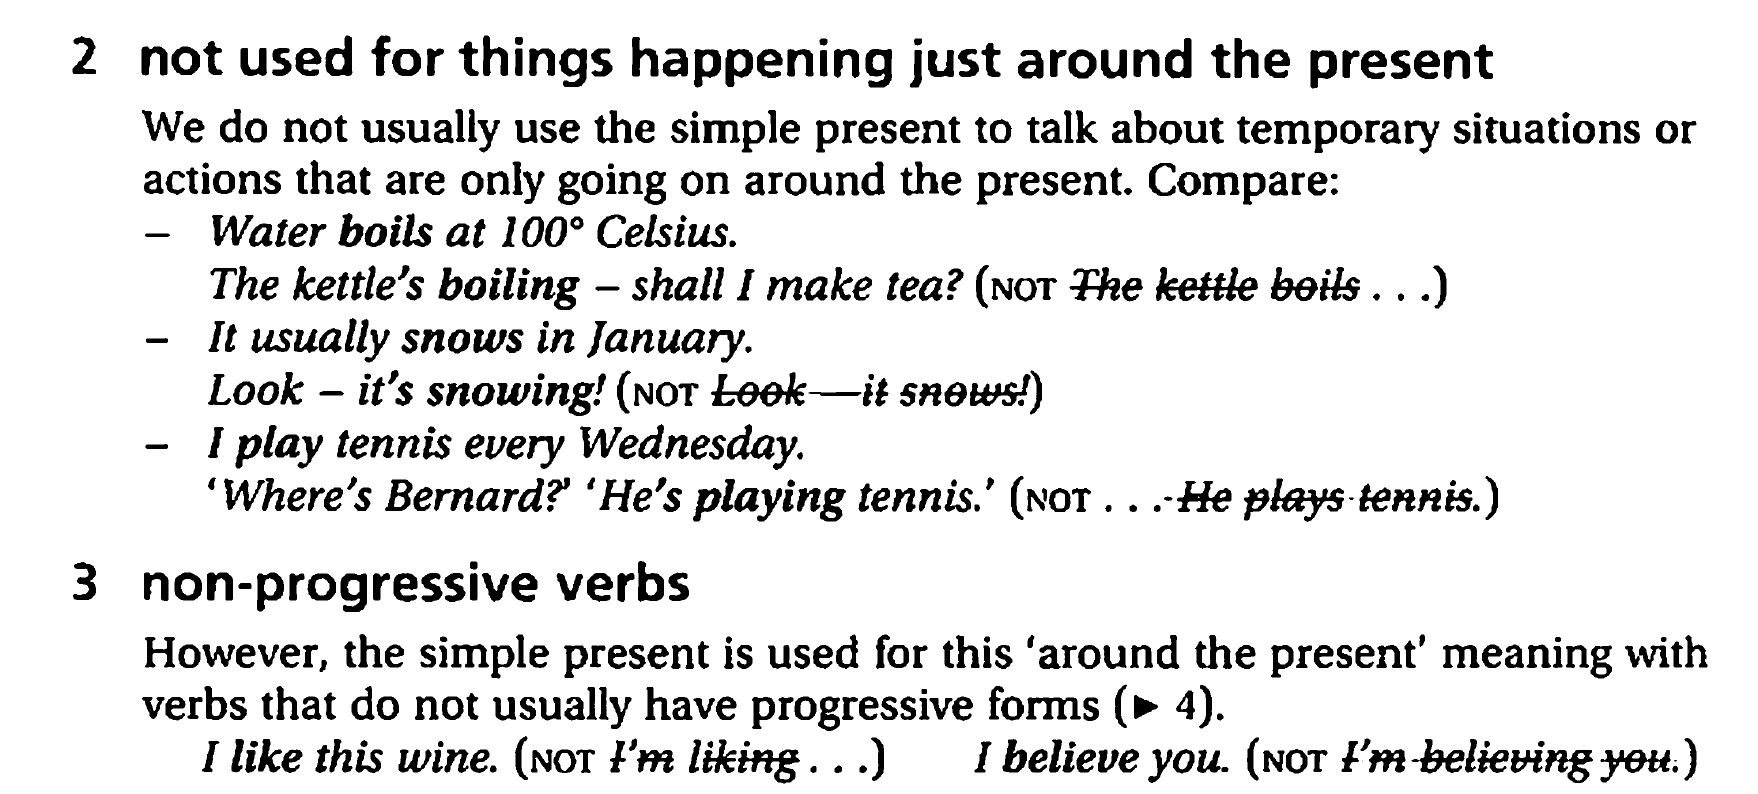 2 not used for things happening just around the present
We do not usually use the simple present to talk about temporary situations or
actions that are only going on around the present. Compare:
– Water boils at 100° Celsius.
The kettle's boiling – shall I make tea? (NOT The kettle boils . . .)
– It usually snows in January.
Look – it's snowing! (NOT Look — it snows!)
– I play tennis every Wednesday.
'Where's Bernard?' 'He's playing tennis.' (NOT . . . He plays tennis.)
3 non-progressive verbs
However, the simple present is used for this 'around the present' meaning with
verbs that do not usually have progressive forms (► 4).
I like this wine. (NOT I'm liking . . .) I believe you. (NOT I'm believing you.)